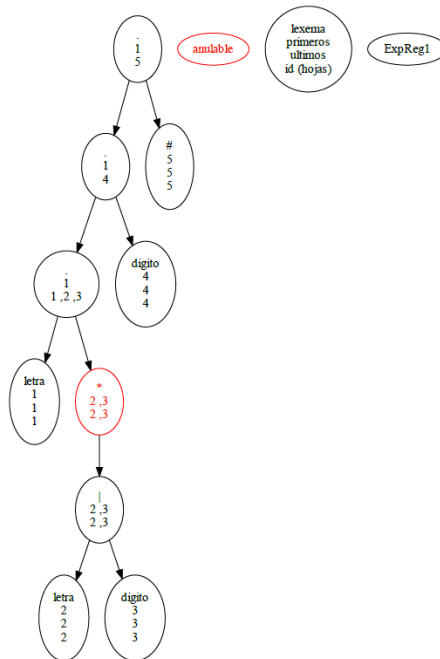 .
1
5
anulable
lexema
primeros
ultimos
id (hojas)
ExpReg1
.
1
4
#
5
5
5
.
1
1 ,2 ,3
digito
4
4
4
letra
1
1
1
*
2 ,3
2 ,3
|
2 ,3
2 ,3
letra
2
2
2
digito
3
3
3